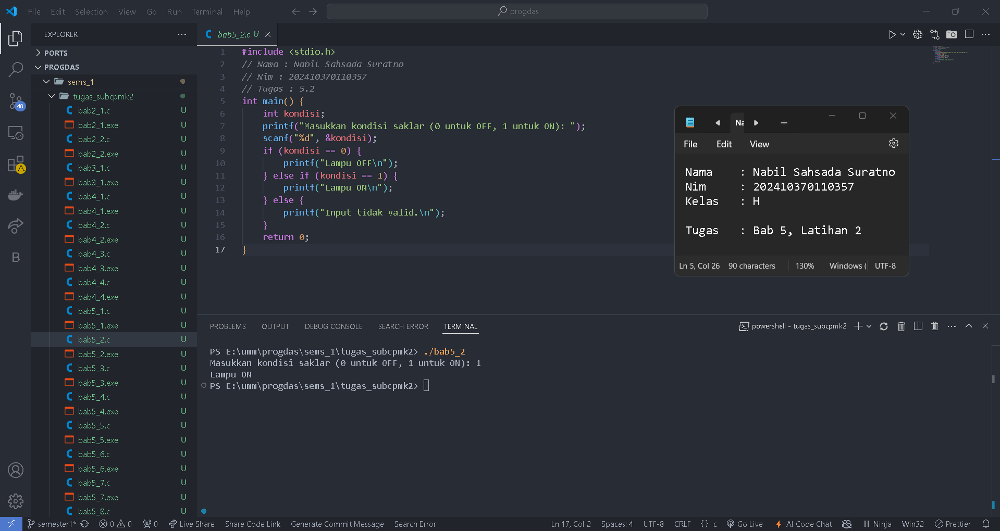 File Edit Selection View Go Run Terminal Help
progdas
EXPLORER
PORTS
PROGDAS
sems_1
tugas_subcpmk2
bab2_1.c U
bab2_1.exe U
bab2_2.c U
bab2_2.exe U
bab3_1.c U
bab3_1.exe U
bab4_1.c U
bab4_1.exe U
bab4_2.c U
bab4_2.exe U
bab4_3.c U
bab4_3.exe U
bab4_4.c U
bab4_4.exe U
bab5_1.c U
bab5_1.exe U
bab5_2.c U
bab5_2.exe U
bab5_3.c U
bab5_3.exe U
bab5_4.c U
bab5_4.exe U
bab5_5.c U
bab5_5.exe U
bab5_6.c U
bab5_6.exe U
bab5_7.c U
bab5_7.exe U
bab5_8.c U
40
B
bab5_2.c U
1 #include <stdio.h>
2 // Nama : Nabil Sahsada Suratno
3 // Nim : 202410370110357
4 // Tugas : 5.2
5 int main() {
6 int kondisi;
7 printf("Masukkan kondisi saklar (0 untuk OFF, 1 untuk ON): ");
8 scanf("%d", &kondisi);
9 if (kondisi == 0) {
10 printf("Lampu OFF\n");
11 } else if (kondisi == 1) {
12 printf("Lampu ON\n");
13 } else {
14 printf("Input tidak valid.\n");
15 }
16 return 0;
17 }
Na
File Edit View
Nama : Nabil Sahsada Suratno
Nim : 202410370110357
Kelas : H
Tugas : Bab 5, Latihan 2
Ln 5, Col 26 90 characters 130% Windows ( UTF-8
PROBLEMS OUTPUT DEBUG CONSOLE SEARCH ERROR TERMINAL
powershell - tugas_subcpmk2
PS E:\umm\progdas\sems_1\tugas_subcpmk2> ./bab5_2
Masukkan kondisi saklar (0 untuk OFF, 1 untuk ON): 1
Lampu ON
PS E:\umm\progdas\sems_1\tugas_subcpmk2>
semester1* 0 0 0 Live Share Share Code Link Generate Commit Message Search Error
Ln 17, Col 2 Spaces: 4 UTF-8 CRLF {} c Go Live AI Code Chat Ninja Win32 Prettier